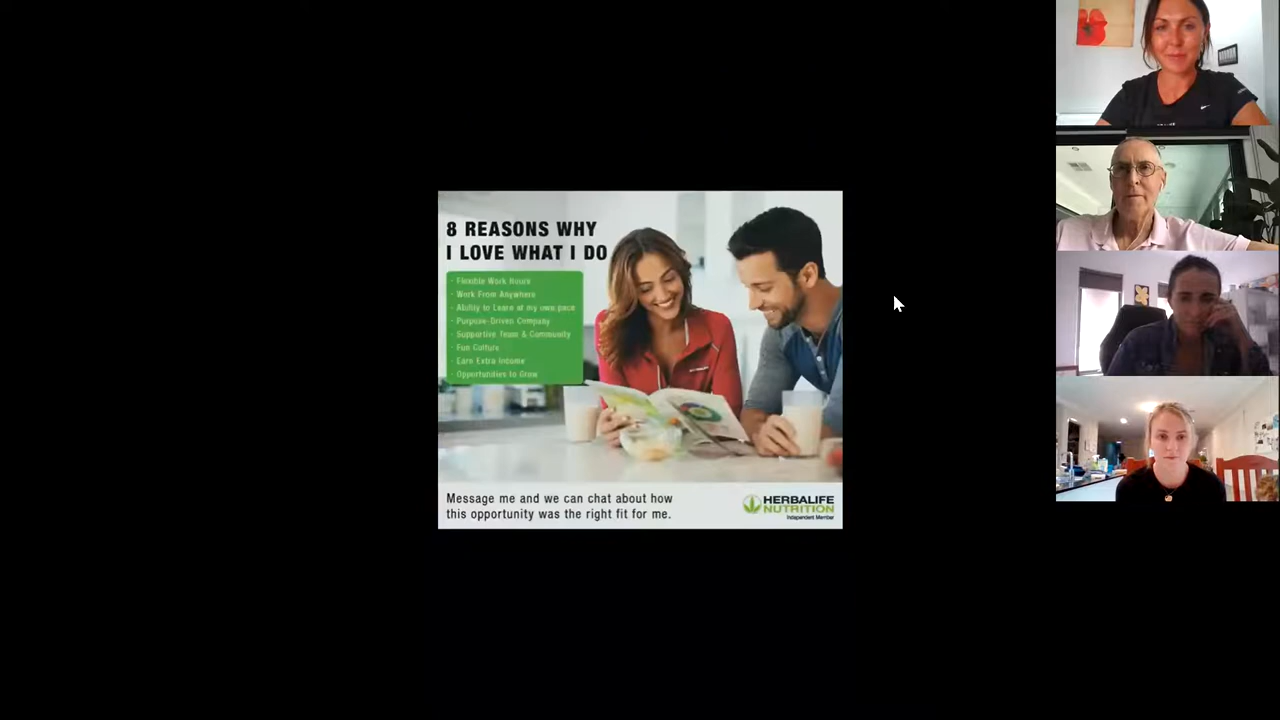 8 REASONS WHY
I LOVE WHAT I DO
· Flexible Work Hours
· Work From Anywhere
· Ability to Learn at my own pace
· Purpose-Driven Company
· Supportive Team & Community
· Fun Culture
· Earn Extra Income
· Opportunities to Grow
Message me and we can chat about how
this opportunity was the right fit for me.
HERBALIFE
NUTRITION
Independent Member